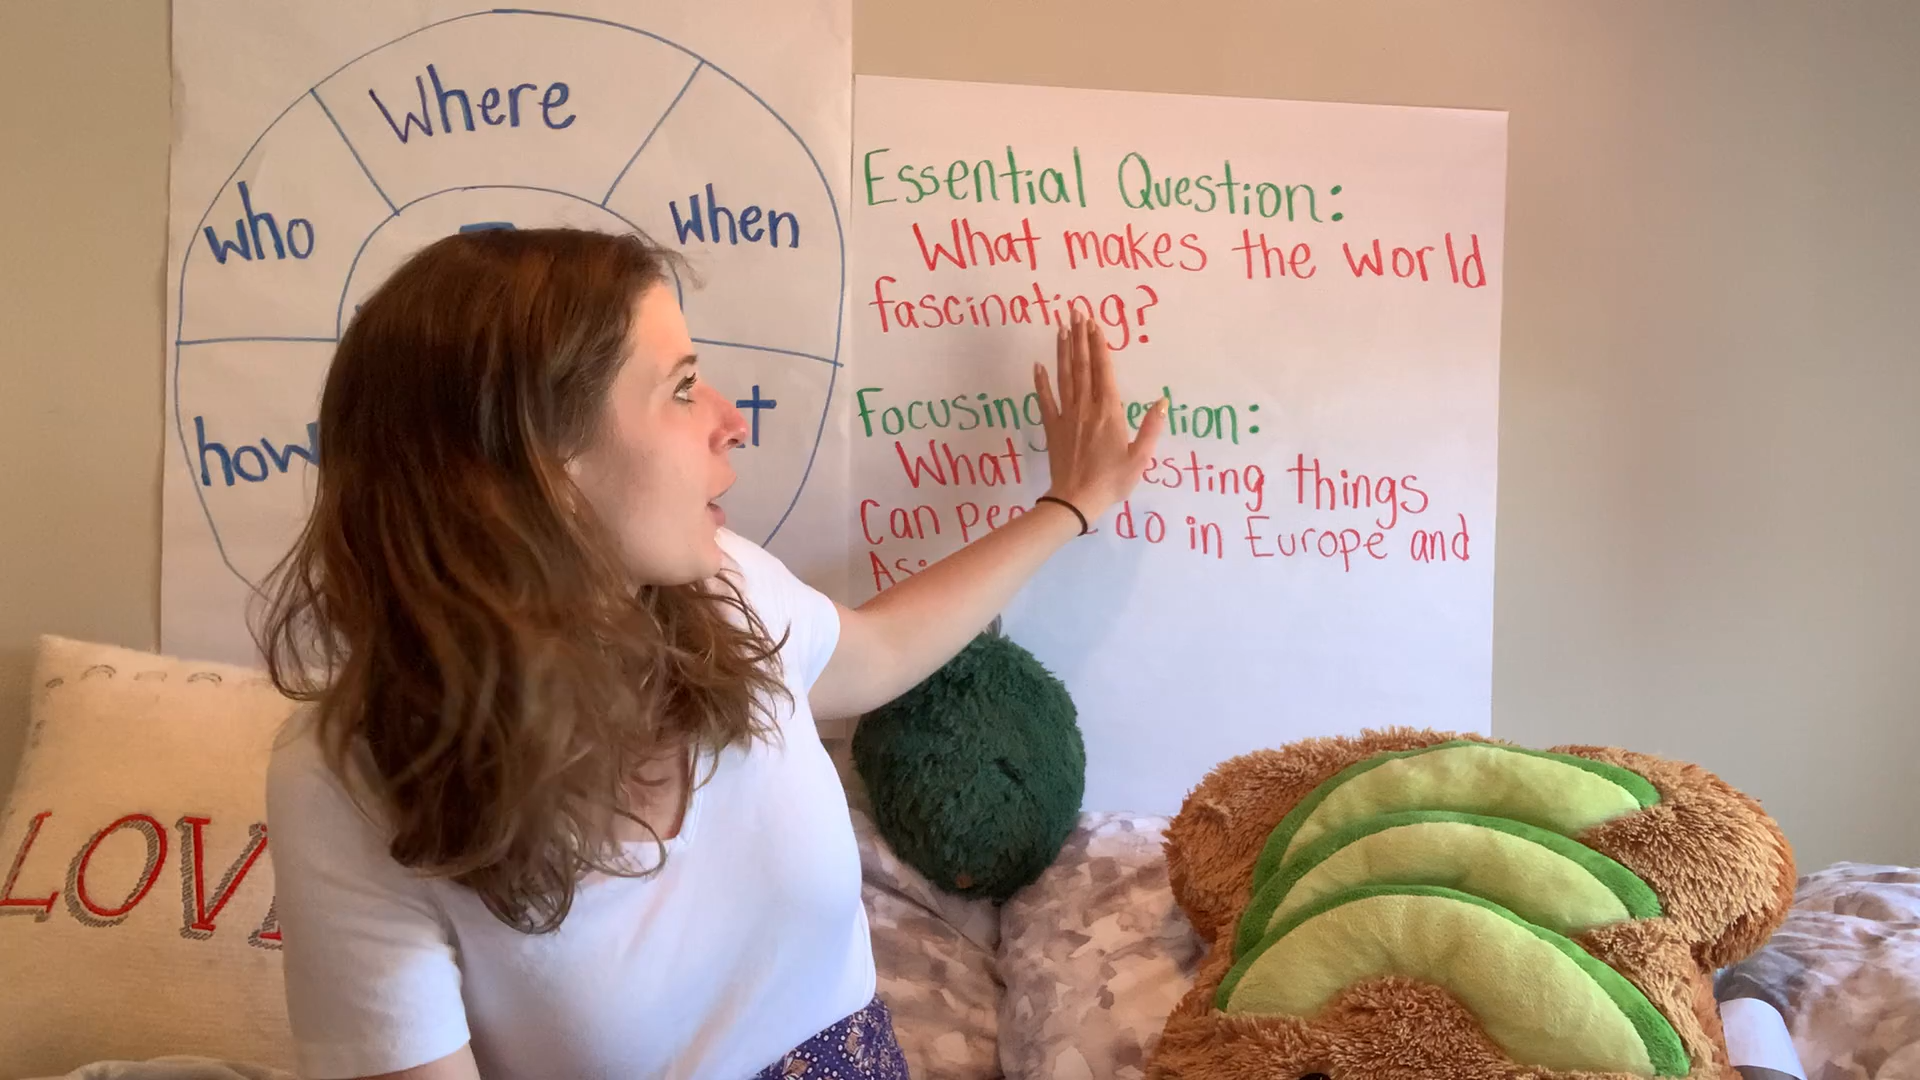 Where
who
when
how
Essential Question:
What makes the world
fascinating?
Focusing
What esting things
Can do in Europe and
LOV